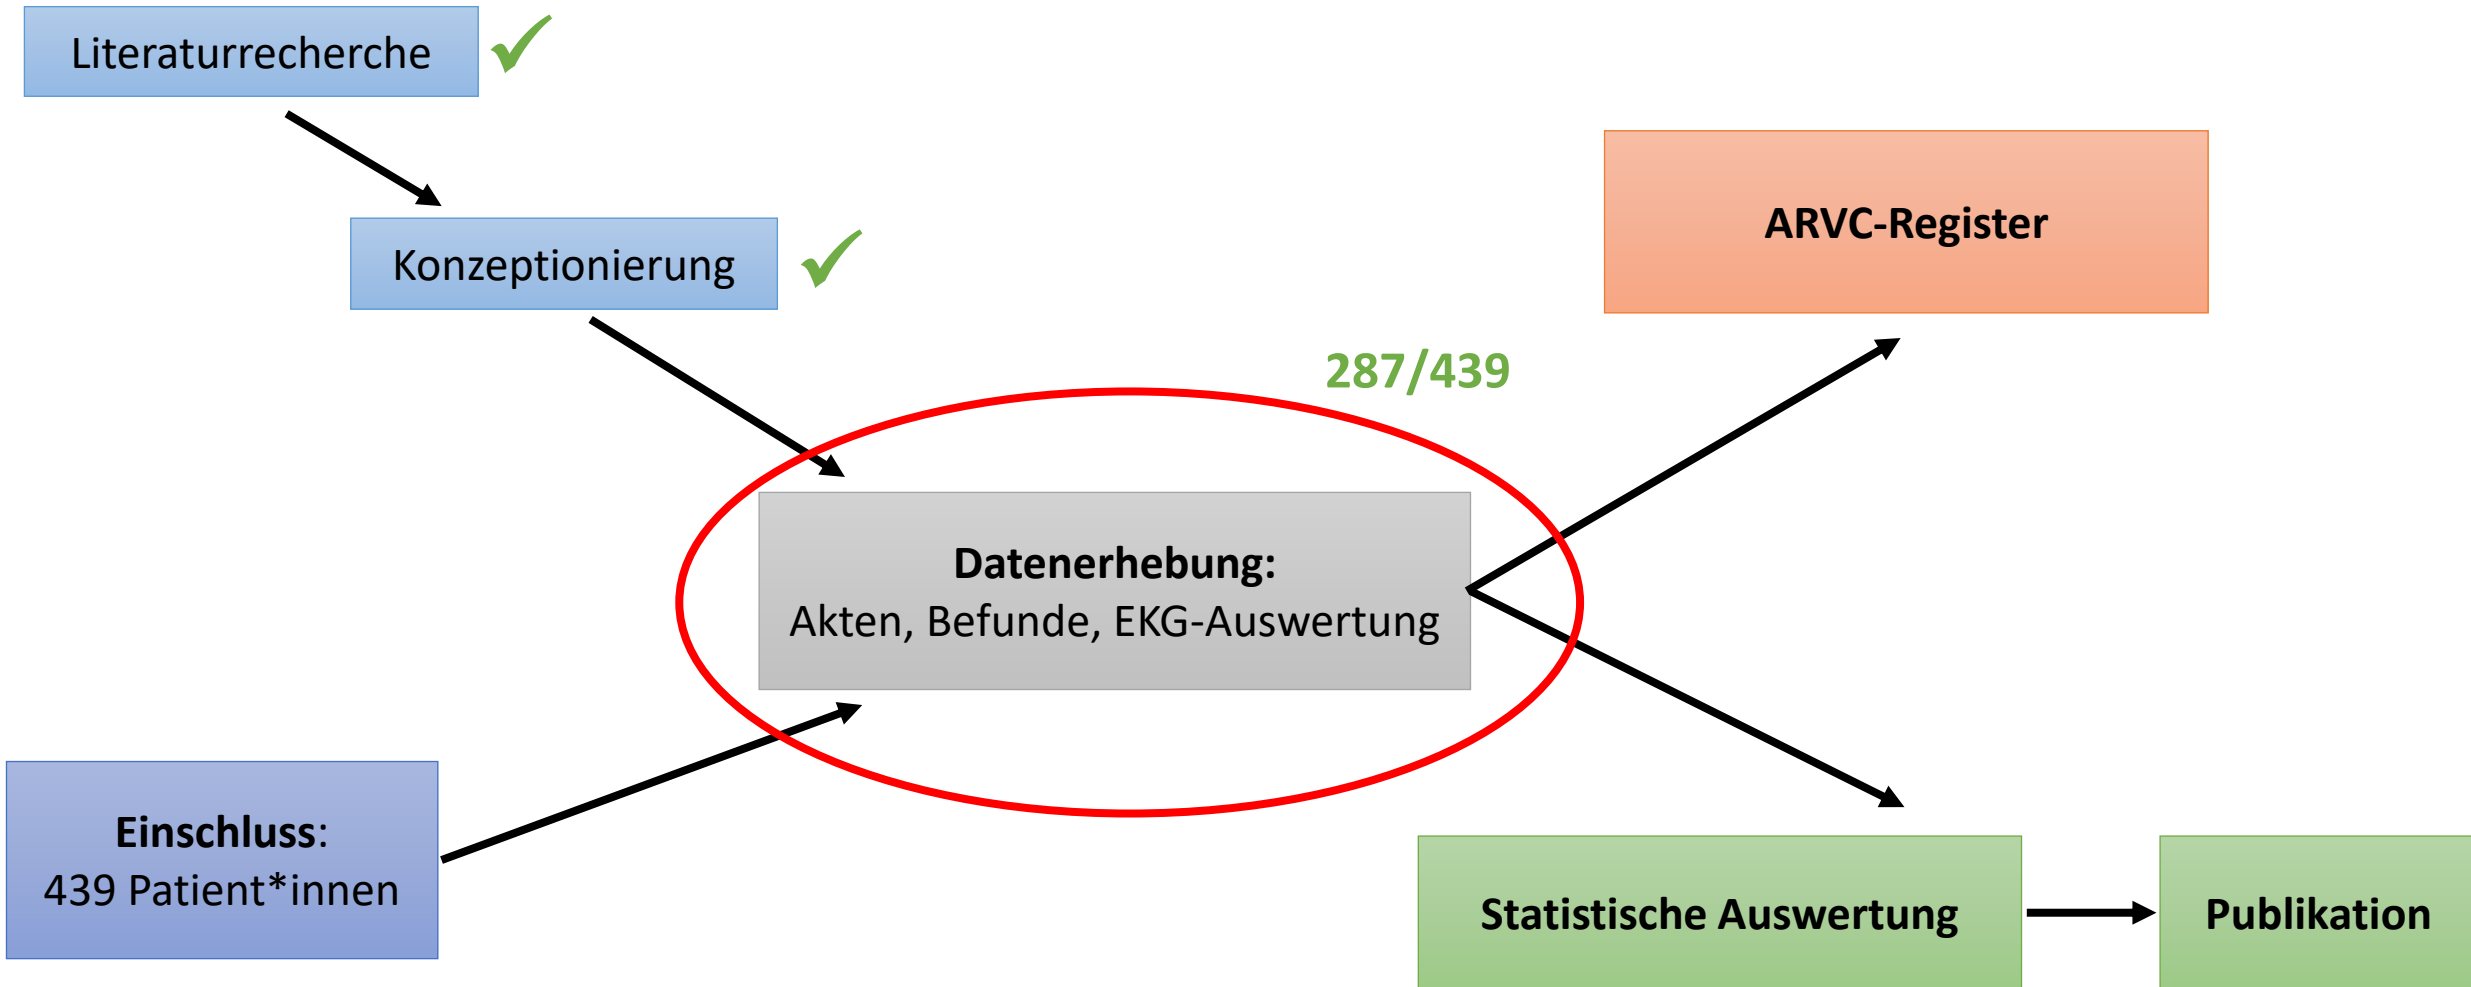 Literaturrecherche
Konzeptionierung
ARVC-Register
287/439
Datenerhebung:
Akten, Befunde, EKG-Auswertung
Einschluss:
439 Patient*innen
Statistische Auswertung
Publikation